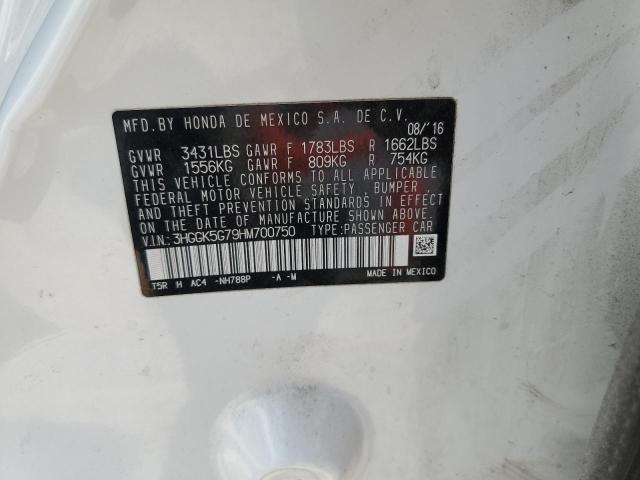 MFD.BY HONDA DE MEXICO S.A. DE C.V.
08/'16
GVWR 3431LBS GAWR F 1783LBS R 1662LBS
GVWR 1556KG GAWR F 809KG R 754KG
THIS VEHICLE CONFORMS TO ALL APPLICABLE
FEDERAL MOTOR VEHICLE SAFETY, BUMPER
AND THEFT PREVENTION STANDARDS IN EFFECT
ON THE DATE OF MANUFACTURE SHOWN ABOVE.
V.I.N: 3HGGK5G79HM700750 TYPE:PASSENGER CAR
T5R H AC4 -NH788P -A -M MADE IN MEXICO